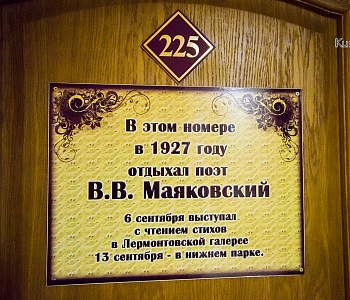 225
В этом номере
в 1927 году
отдыхал поэт
В.В. Маяковский
6 сентября выступал
с чтением стихов
в Лермонтовской галерее
13 сентября - в нижнем парке.